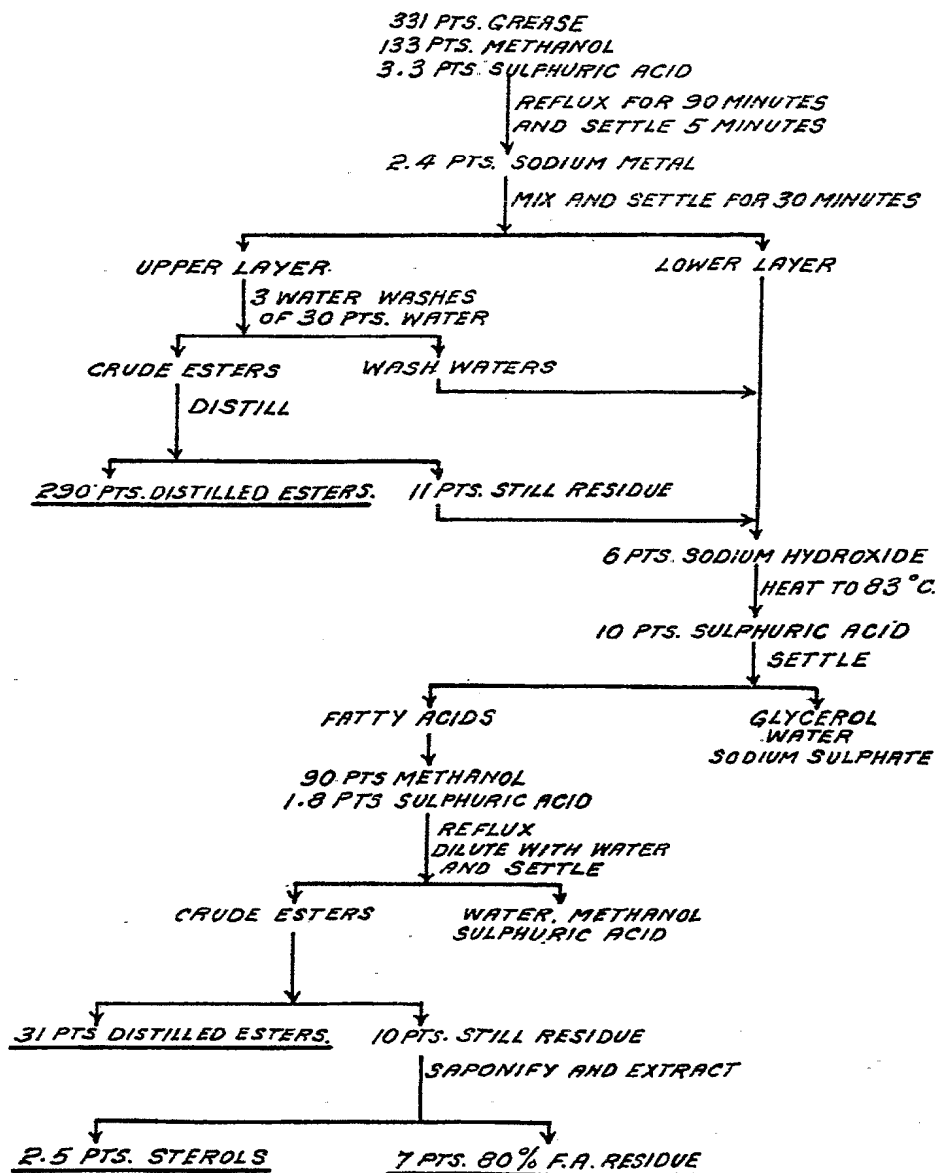 331 PTS. GREASE
133 PTS. METHANOL
3.3 PTS. SULPHURIC ACID
REFLUX FOR 90 MINUTES
AND SETTLE 5 MINUTES
2.4 PTS. SODIUM METAL
MIX AND SETTLE FOR 30 MINUTES
UPPER LAYER.
LOWER LAYER
3 WATER WASHES
OF 30 PTS. WATER
CRUDE ESTERS
WASH WATERS
DISTILL
290 PTS. DISTILLED ESTERS.
11 PTS. STILL RESIDUE
6 PTS. SODIUM HYDROXIDE
HEAT TO 83°C.
10 PTS. SULPHURIC ACID
SETTLE
FATTY ACIDS
GLYCEROL
WATER
SODIUM SULPHATE
90 PTS METHANOL
1.8 PTS SULPHURIC ACID
REFLUX
DILUTE WITH WATER
AND SETTLE
CRUDE ESTERS
WATER, METHANOL
SULPHURIC ACID
31 PTS DISTILLED ESTERS.
10 PTS. STILL RESIDUE
SAPONIFY AND EXTRACT
2.5 PTS. STEROLS
7 PTS. 80% F.A. RESIDUE